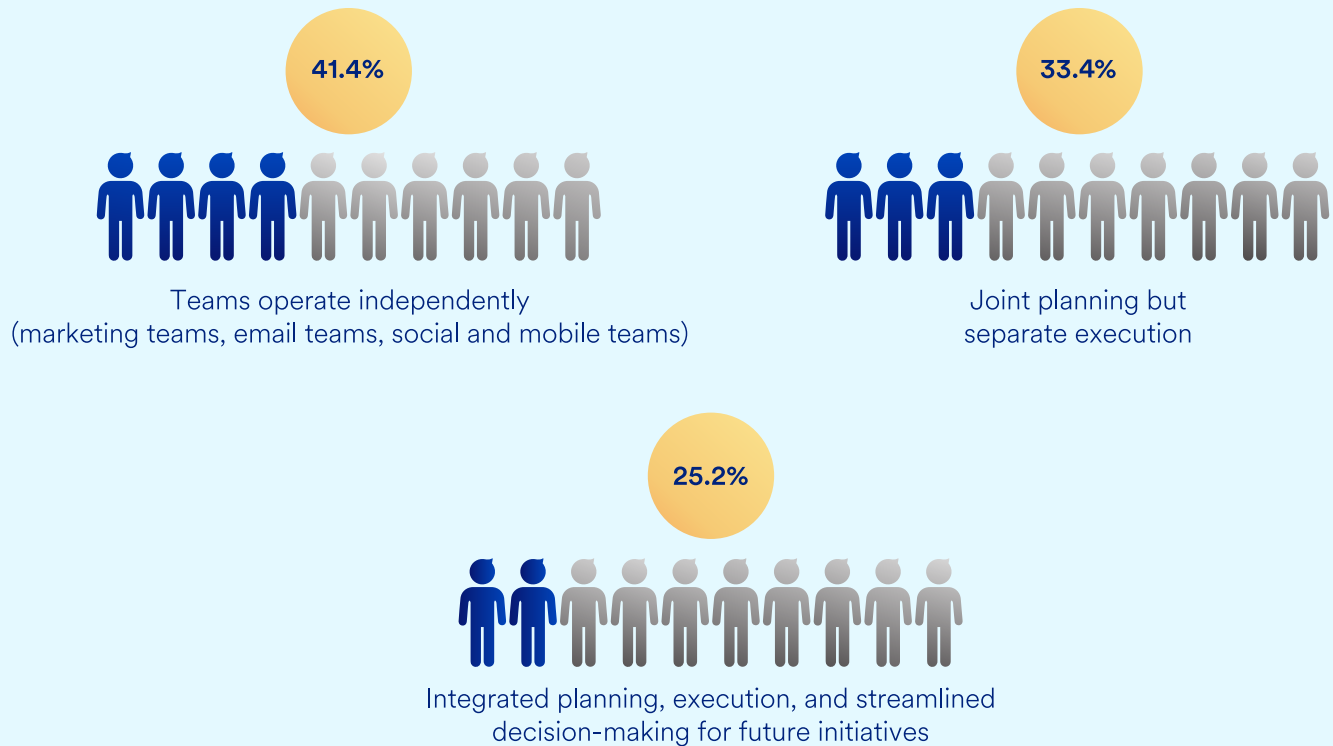 41.4%
Teams operate independently
(marketing teams, email teams, social and mobile teams)
33.4%
Joint planning but
separate execution
25.2%
Integrated planning, execution, and streamlined
decision-making for future initiatives